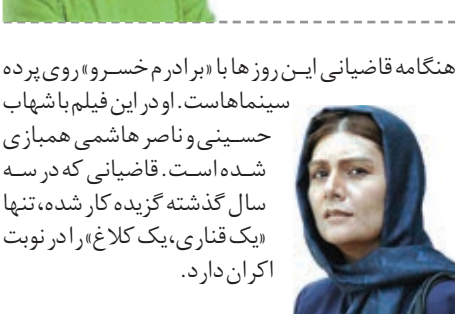 هنگامه قاضیانی این روزها با «برادرم خسرو» روی پرده
سینماهاست. او در این فیلم با شهاب
حسینی و ناصر هاشمی همبازی
شده است. قاضیانی که در سه
سال گذشته گزیده کار شده، تنها
«یک قناری، یک کلاغ» را در نوبت
اکران دارد.